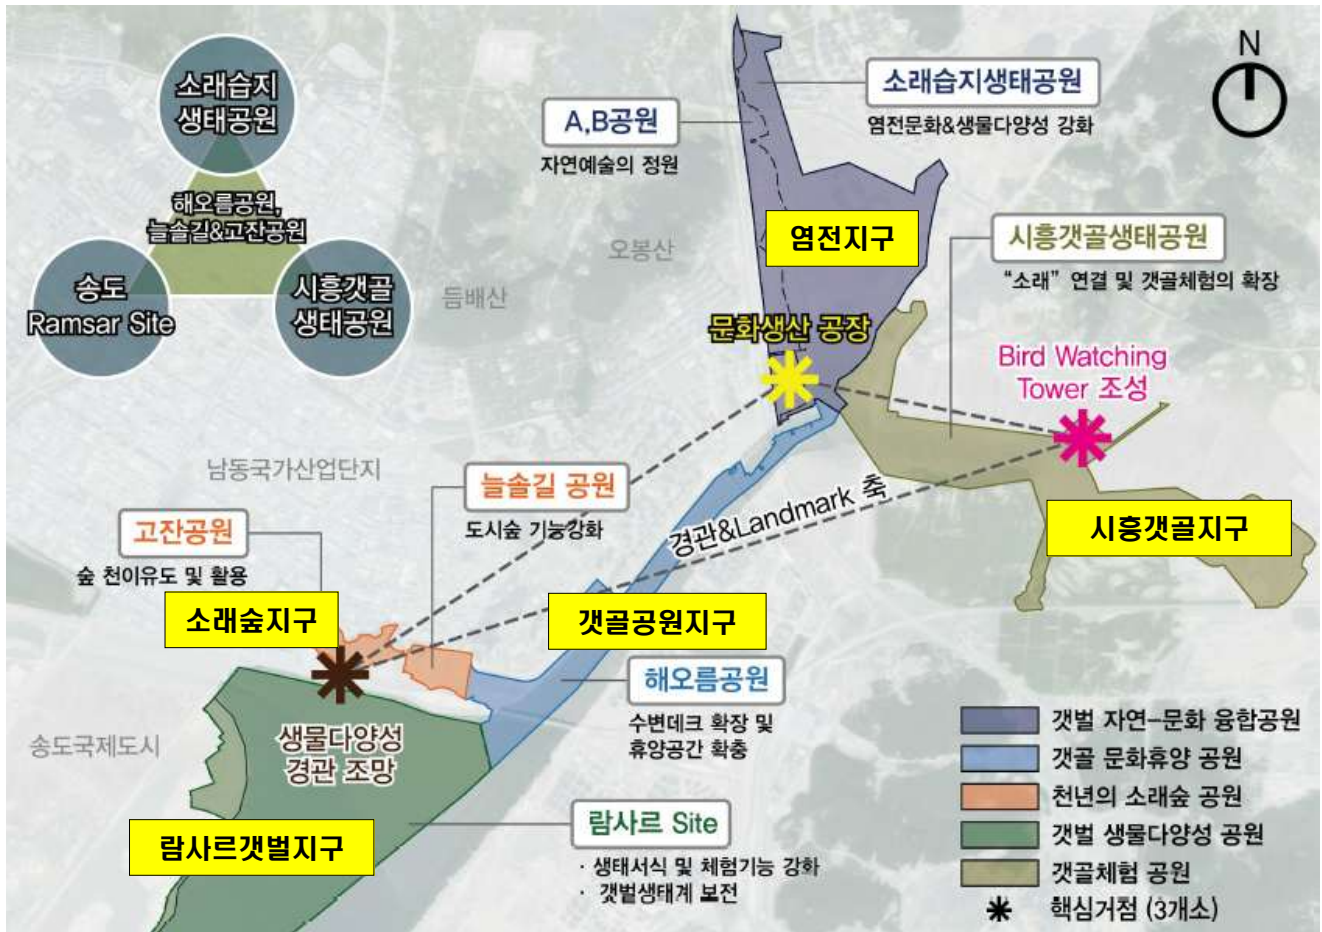 소래습지
생태공원
해오름공원,
늘솔길&고잔공원
송도
Ramsar Site
시흥갯골
생태공원
N
소래습지생태공원
염전문화&생물다양성 강화
A,B공원
자연예술의 정원
오봉산
듬배산
염전지구
시흥갯골생태공원
“소래” 연결 및 갯골체험의 확장
문화생산 공장
Bird Watching
Tower 조성
남동국가산업단지
늘솔길 공원
도시숲 기능강화
경관&Landmark 축
시흥갯골지구
고잔공원
숲 천이유도 및 활용
소래숲지구
갯골공원지구
해오름공원
수변데크 확장 및
휴양공간 확충
송도국제도시
생물다양성
경관 조망
람사르갯벌지구
람사르 Site
· 생태서식 및 체험기능 강화
· 갯벌생태계 보전
갯벌 자연-문화 융합공원
갯골 문화휴양 공원
천년의 소래숲 공원
갯벌 생물다양성 공원
갯골체험 공원
핵심거점 (3개소)